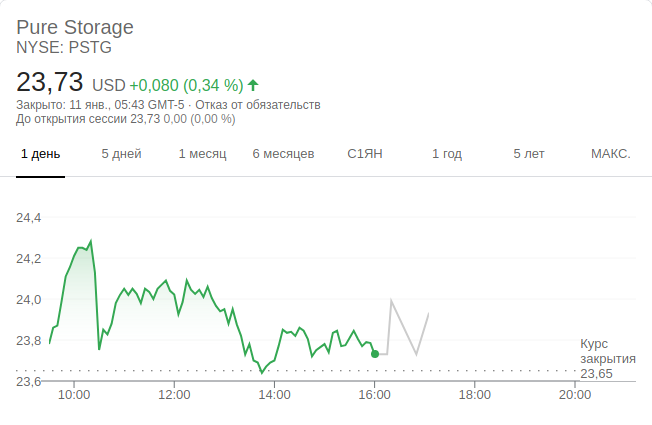 Pure Storage
NYSE: PSTG
23,73 USD +0,080 (0,34 %)
Закрыто: 11 янв., 05:43 GMT-5 · Отказ от обязательств
До открытия сессии 23,73 0,00 (0,00 %)
1 день 5 дней 1 месяц 6 месяцев С1ЯН 1 год 5 лет МАКС.
24,4
24,2
24,0
23,8
Курс
закрытия
23,65
23,6
10:00 12:00 14:00 16:00 18:00 20:00